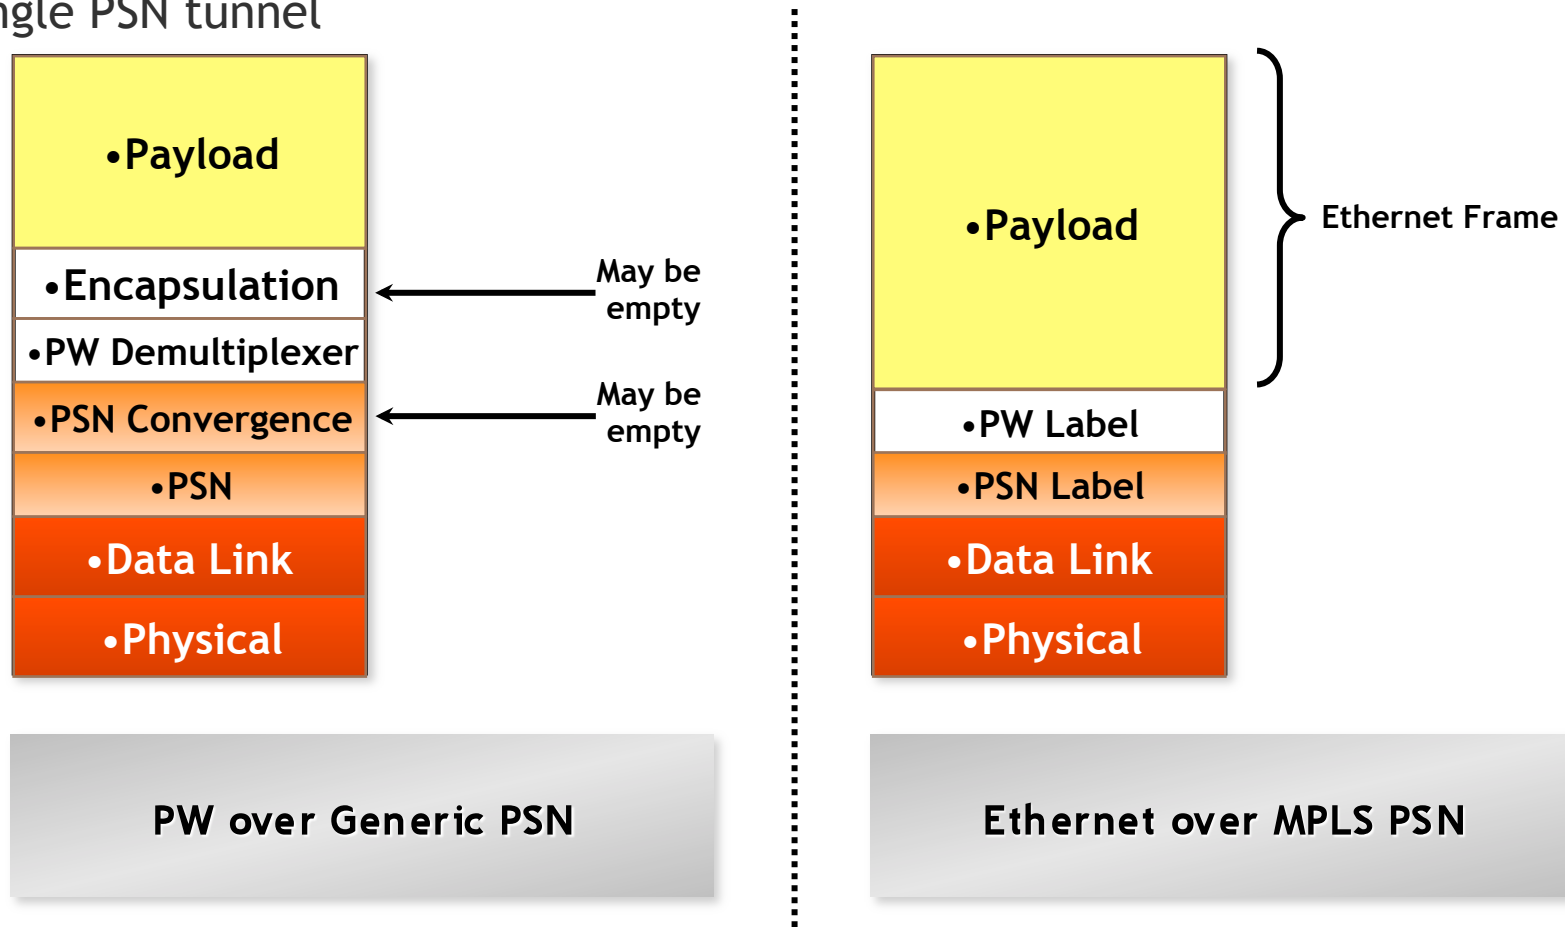 ngle PSN tunnel
•Payload
•Encapsulation
•PW Demultiplexer
•PSN Convergence
•PSN
•Data Link
•Physical
May be
empty
May be
empty
PW over Generic PSN
•Payload
•PW Label
•PSN Label
•Data Link
•Physical
Ethernet Frame
Ethernet over MPLS PSN